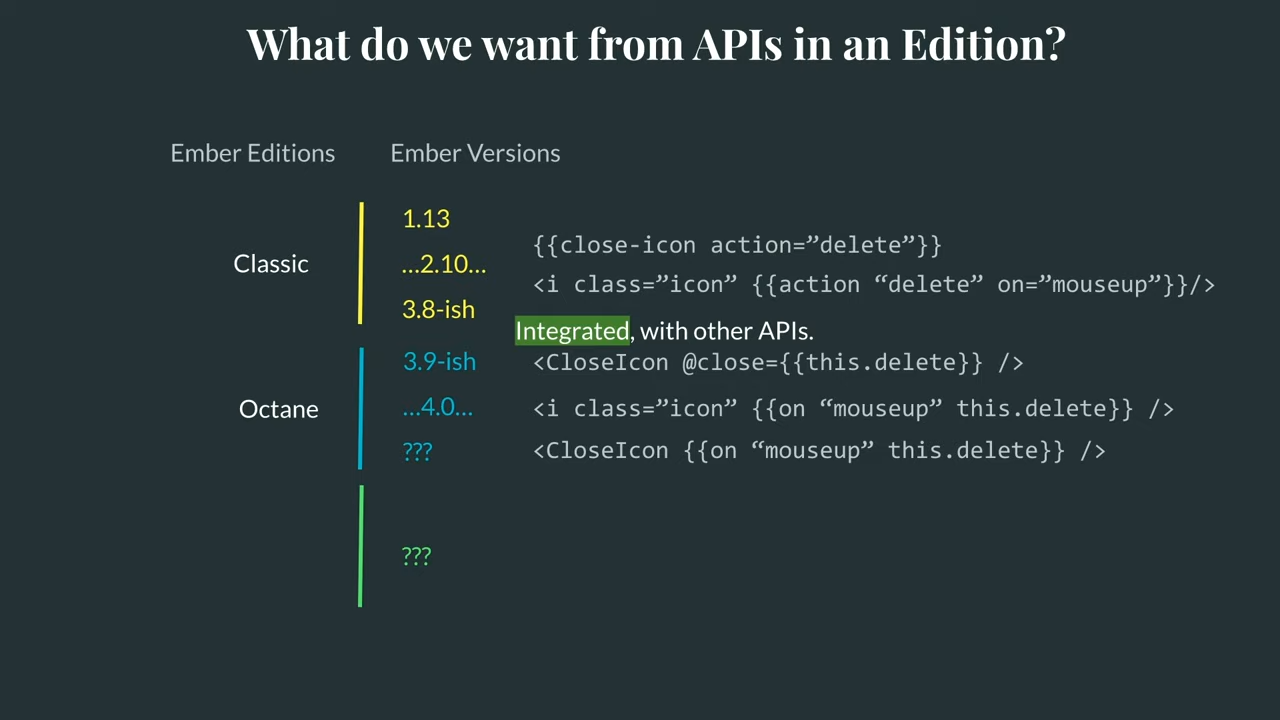 What do we want from APIs in an Edition?
Ember Editions
Ember Versions
Classic
1.13
...2.10...
3.8-ish
{{close-icon action=”delete”}}
<i class=”icon” {{action “delete” on=”mouseup”}}/>
Integrated, with other APIs.
Octane
3.9-ish
...4.0...
???
<CloseIcon @close={{this.delete}} />
<i class=”icon” {{on “mouseup” this.delete}} />
<CloseIcon {{on “mouseup” this.delete}} />
???